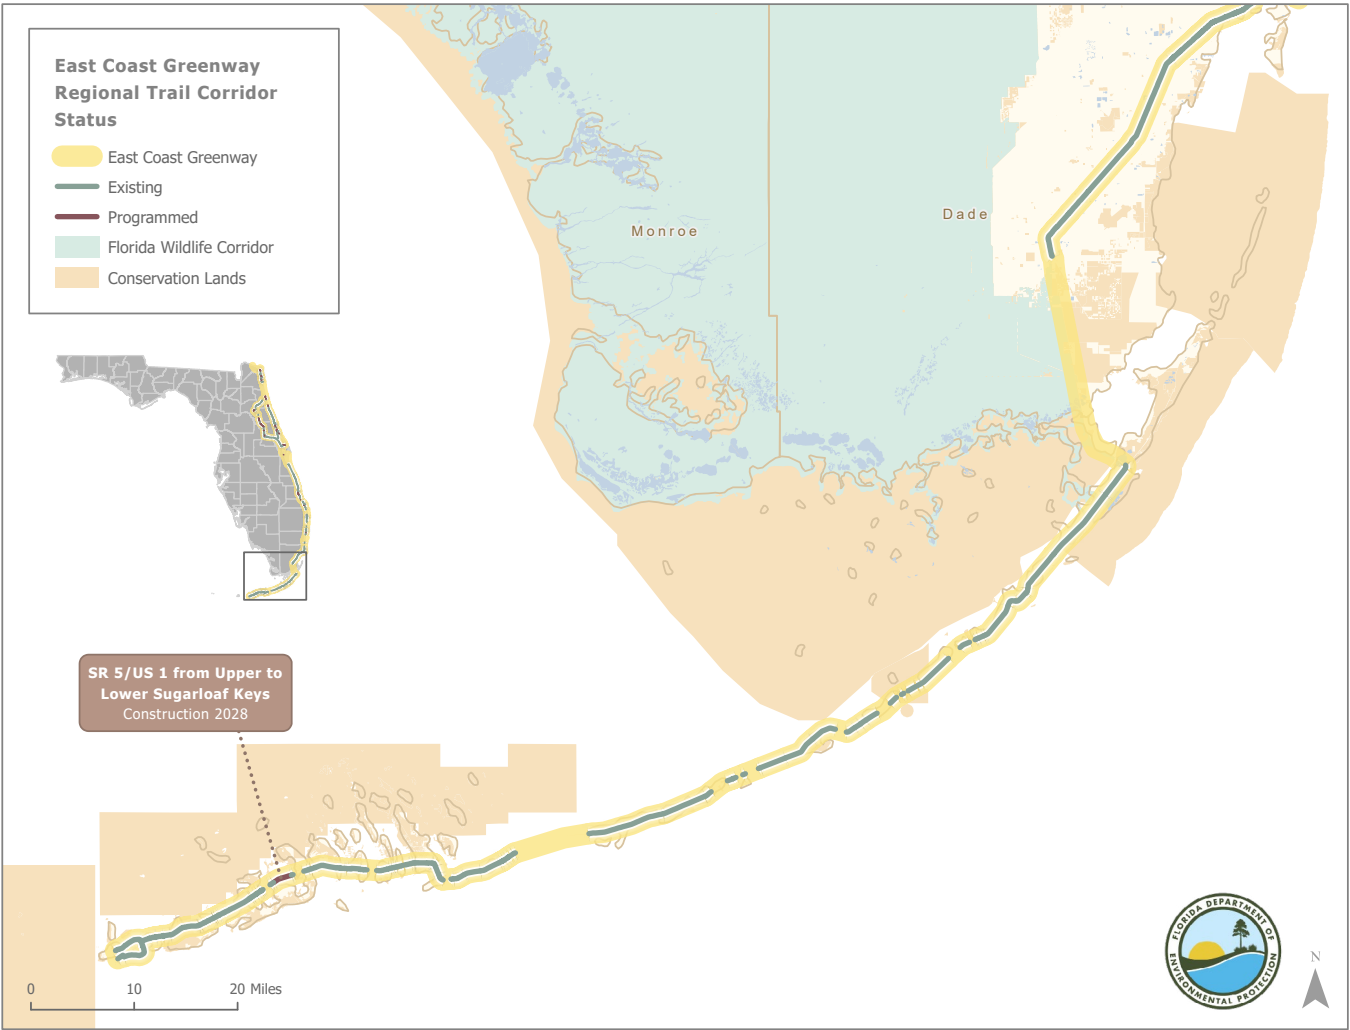 East Coast Greenway
Regional Trail Corridor
Status
East Coast Greenway
Existing
Programmed
Florida Wildlife Corridor
Conservation Lands
Monroe
Dade
SR 5/US 1 from Upper to
Lower Sugarloaf Keys
Construction 2028
0 10 20 Miles
FLORIDA DEPARTMENT OF
ENVIRONMENTAL PROTECTION
N